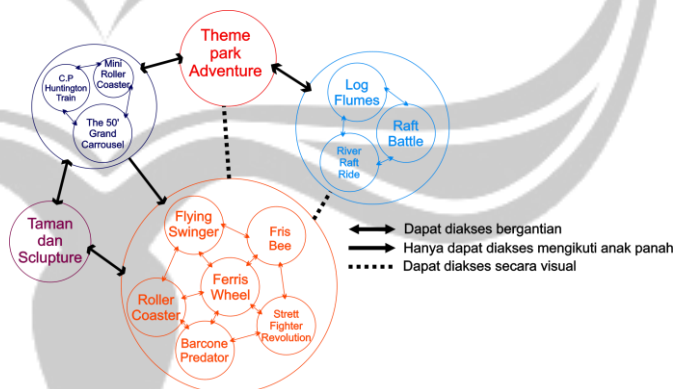 Theme
park
Adventure
C.P
Huntington
Train
Mini
Roller
Coaster
The 50'
Grand
Carrousel
Log
Flumes
Raft
Battle
River
Raft
Ride
Taman
dan
Sclupture
Flying
Swinger
Fris
Bee
Ferris
Wheel
Roller
Coaster
Strett
Fighter
Revolution
Barcone
Predator
Dapat diakses bergantian
Hanya dapat diakses mengikuti anak panah
Dapat diakses secara visual